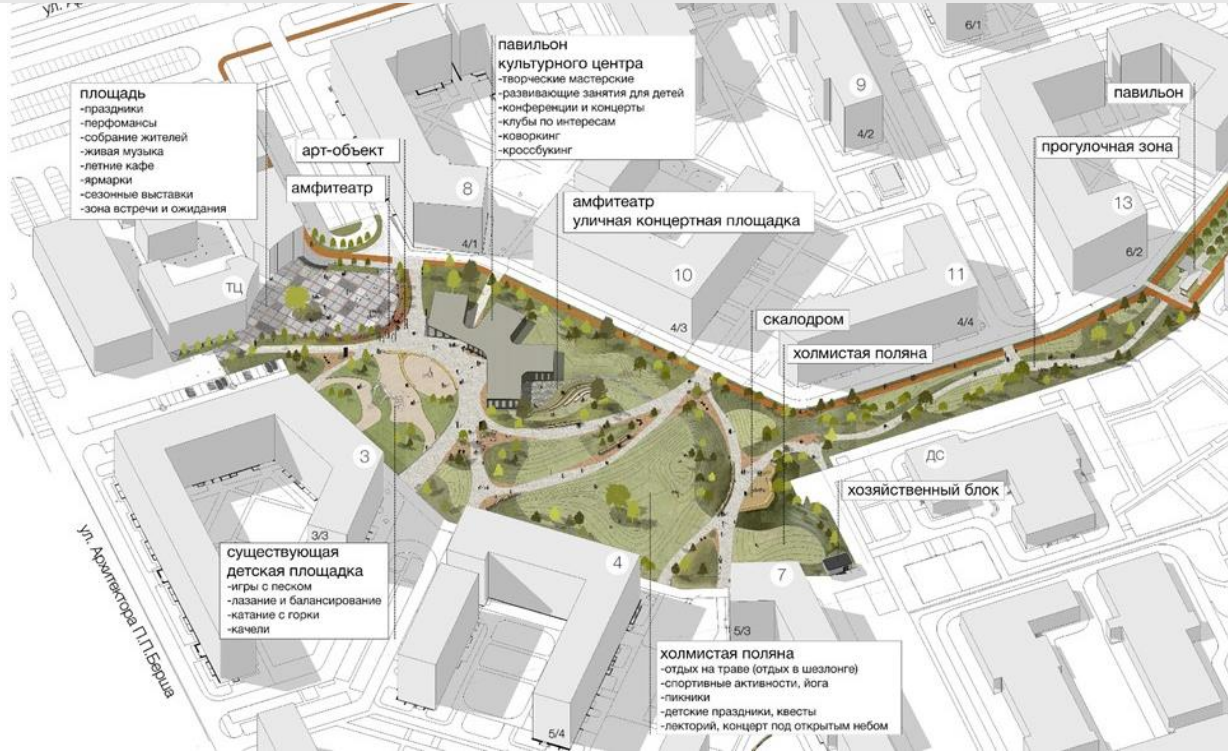 ул. А
площадь
-праздники
-перфомансы
-собрание жителей
-живая музыка
-летние кафе
-ярмарки
-сезонные выставки
-зона встречи и ожидания
арт-объект
амфитеатр
павильон
культурного центра
-творческие мастерские
-развивающие занятия для детей
-конференции и концерты
-клубы по интересам
-коворкинг
-кроссбукинг
амфитеатр
уличная концертная площадка
павильон
прогулочная зона
6/1
9
4/2
8
4/1
13
6/2
10
4/3
11
4/4
ТЦ
скалодром
холмистая поляна
ДС
хозяйственный блок
3
3/3
4
7
5/3
5/4
существующая
детская площадка
-игры с песком
-лазание и балансирование
-катание с горки
-качели
ул. Архитектора П.П.Берша
холмистая поляна
-отдых на траве (отдых в шезлонге)
-спортивные активности, йога
-пикники
-детские праздники, квесты
-лекторий, концерт под открытым небом